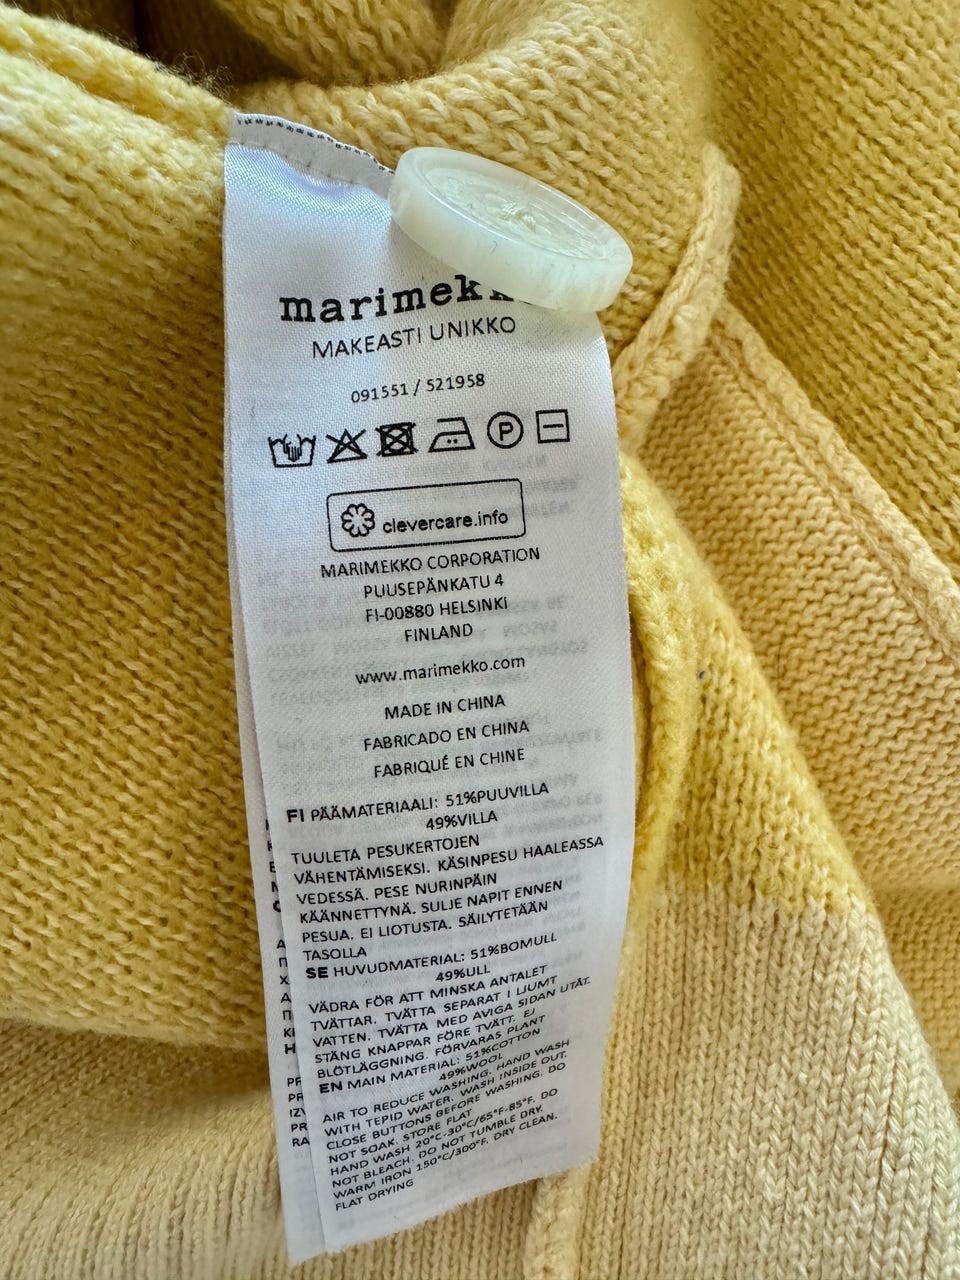 MAKEASTI UNIKKO
091551 / 521958
P
clevercare.info
MARIMEKKO CORPORATION
PUUSEPÄNKATU 4
FI-00880 HELSINKI
FINLAND
www.marimekko.com
MADE IN CHINA
FABRICADO EN CHINA
FABRIQUÉ EN CHINE
FI PÄÄMATERIAALI: 51%PUUVILLA
49%VILLA
TUULETA PESUKERTOJEN
VÄHENTÄMISEKSI. KÄSINPESU HAALEASSA
VEDESSÄ. PESE NURINPÄIN
KÄÄNNETTYNÄ. SULJE NAPIT ENNEN
PESUA. EI LIOTUSTA. SÄILYTETÄÄN
TASOLLA
SE HUVUDMATERIAL: 51%BOMULL
49%ULL
VÄDRA FÖR ATT MINSKA ANTALET
TVÄTTAR. TVÄTTA SEPARAT I LJUMT
VATTEN. TVÄTTA MED AVIGA SIDAN UTÅT.
STÄNG KNAPPAR FÖRE TVÄTT. EJ
BLÖTLÄGGNING. FÖRVARAS PLANT
EN MAIN MATERIAL: 51%COTTON
49%WOOL
AIR TO REDUCE WASHING. HAND WASH
WITH TEPID WATER. WASH INSIDE OUT.
CLOSE BUTTONS BEFORE WASHING. DO
NOT SOAK. STORE FLAT
HAND WASH 20°C-30°C/65°F-85°F. DO
NOT BLEACH. DO NOT TUMBLE DRY.
WARM IRON 150°C/300°F. DRY CLEAN.
FLAT DRYING